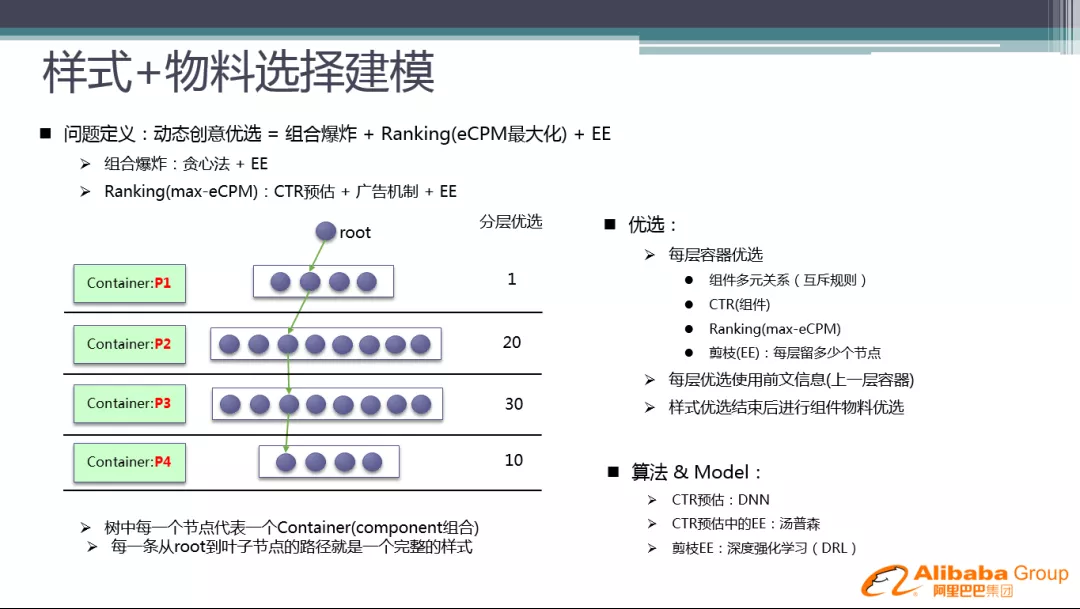 样式+物料选择建模
■ 问题定义：动态创意优选 = 组合爆炸 + Ranking(eCPM最大化) + EE
➢ 组合爆炸：贪心法 + EE
➢ Ranking(max-eCPM)：CTR预估 + 广告机制 + EE
分层优选
root
Container:P1
1
Container:P2
20
Container:P3
30
Container:P4
10
➢ 树中每一个节点代表一个Container(component组合)
➢ 每一条从root到叶子节点的路径就是一个完整的样式
■ 优选：
➢ 每层容器优选
● 组件多元关系（互斥规则）
● CTR(组件)
● Ranking(max-eCPM)
● 剪枝(EE)：每层留多少个节点
➢ 每层优选使用前文信息(上一层容器)
➢ 样式优选结束后进行组件物料优选
■ 算法 & Model：
➢ CTR预估：DNN
➢ CTR预估中的EE：汤普森
➢ 剪枝EE：深度强化学习（DRL）
Alibaba Group
阿里巴巴集团